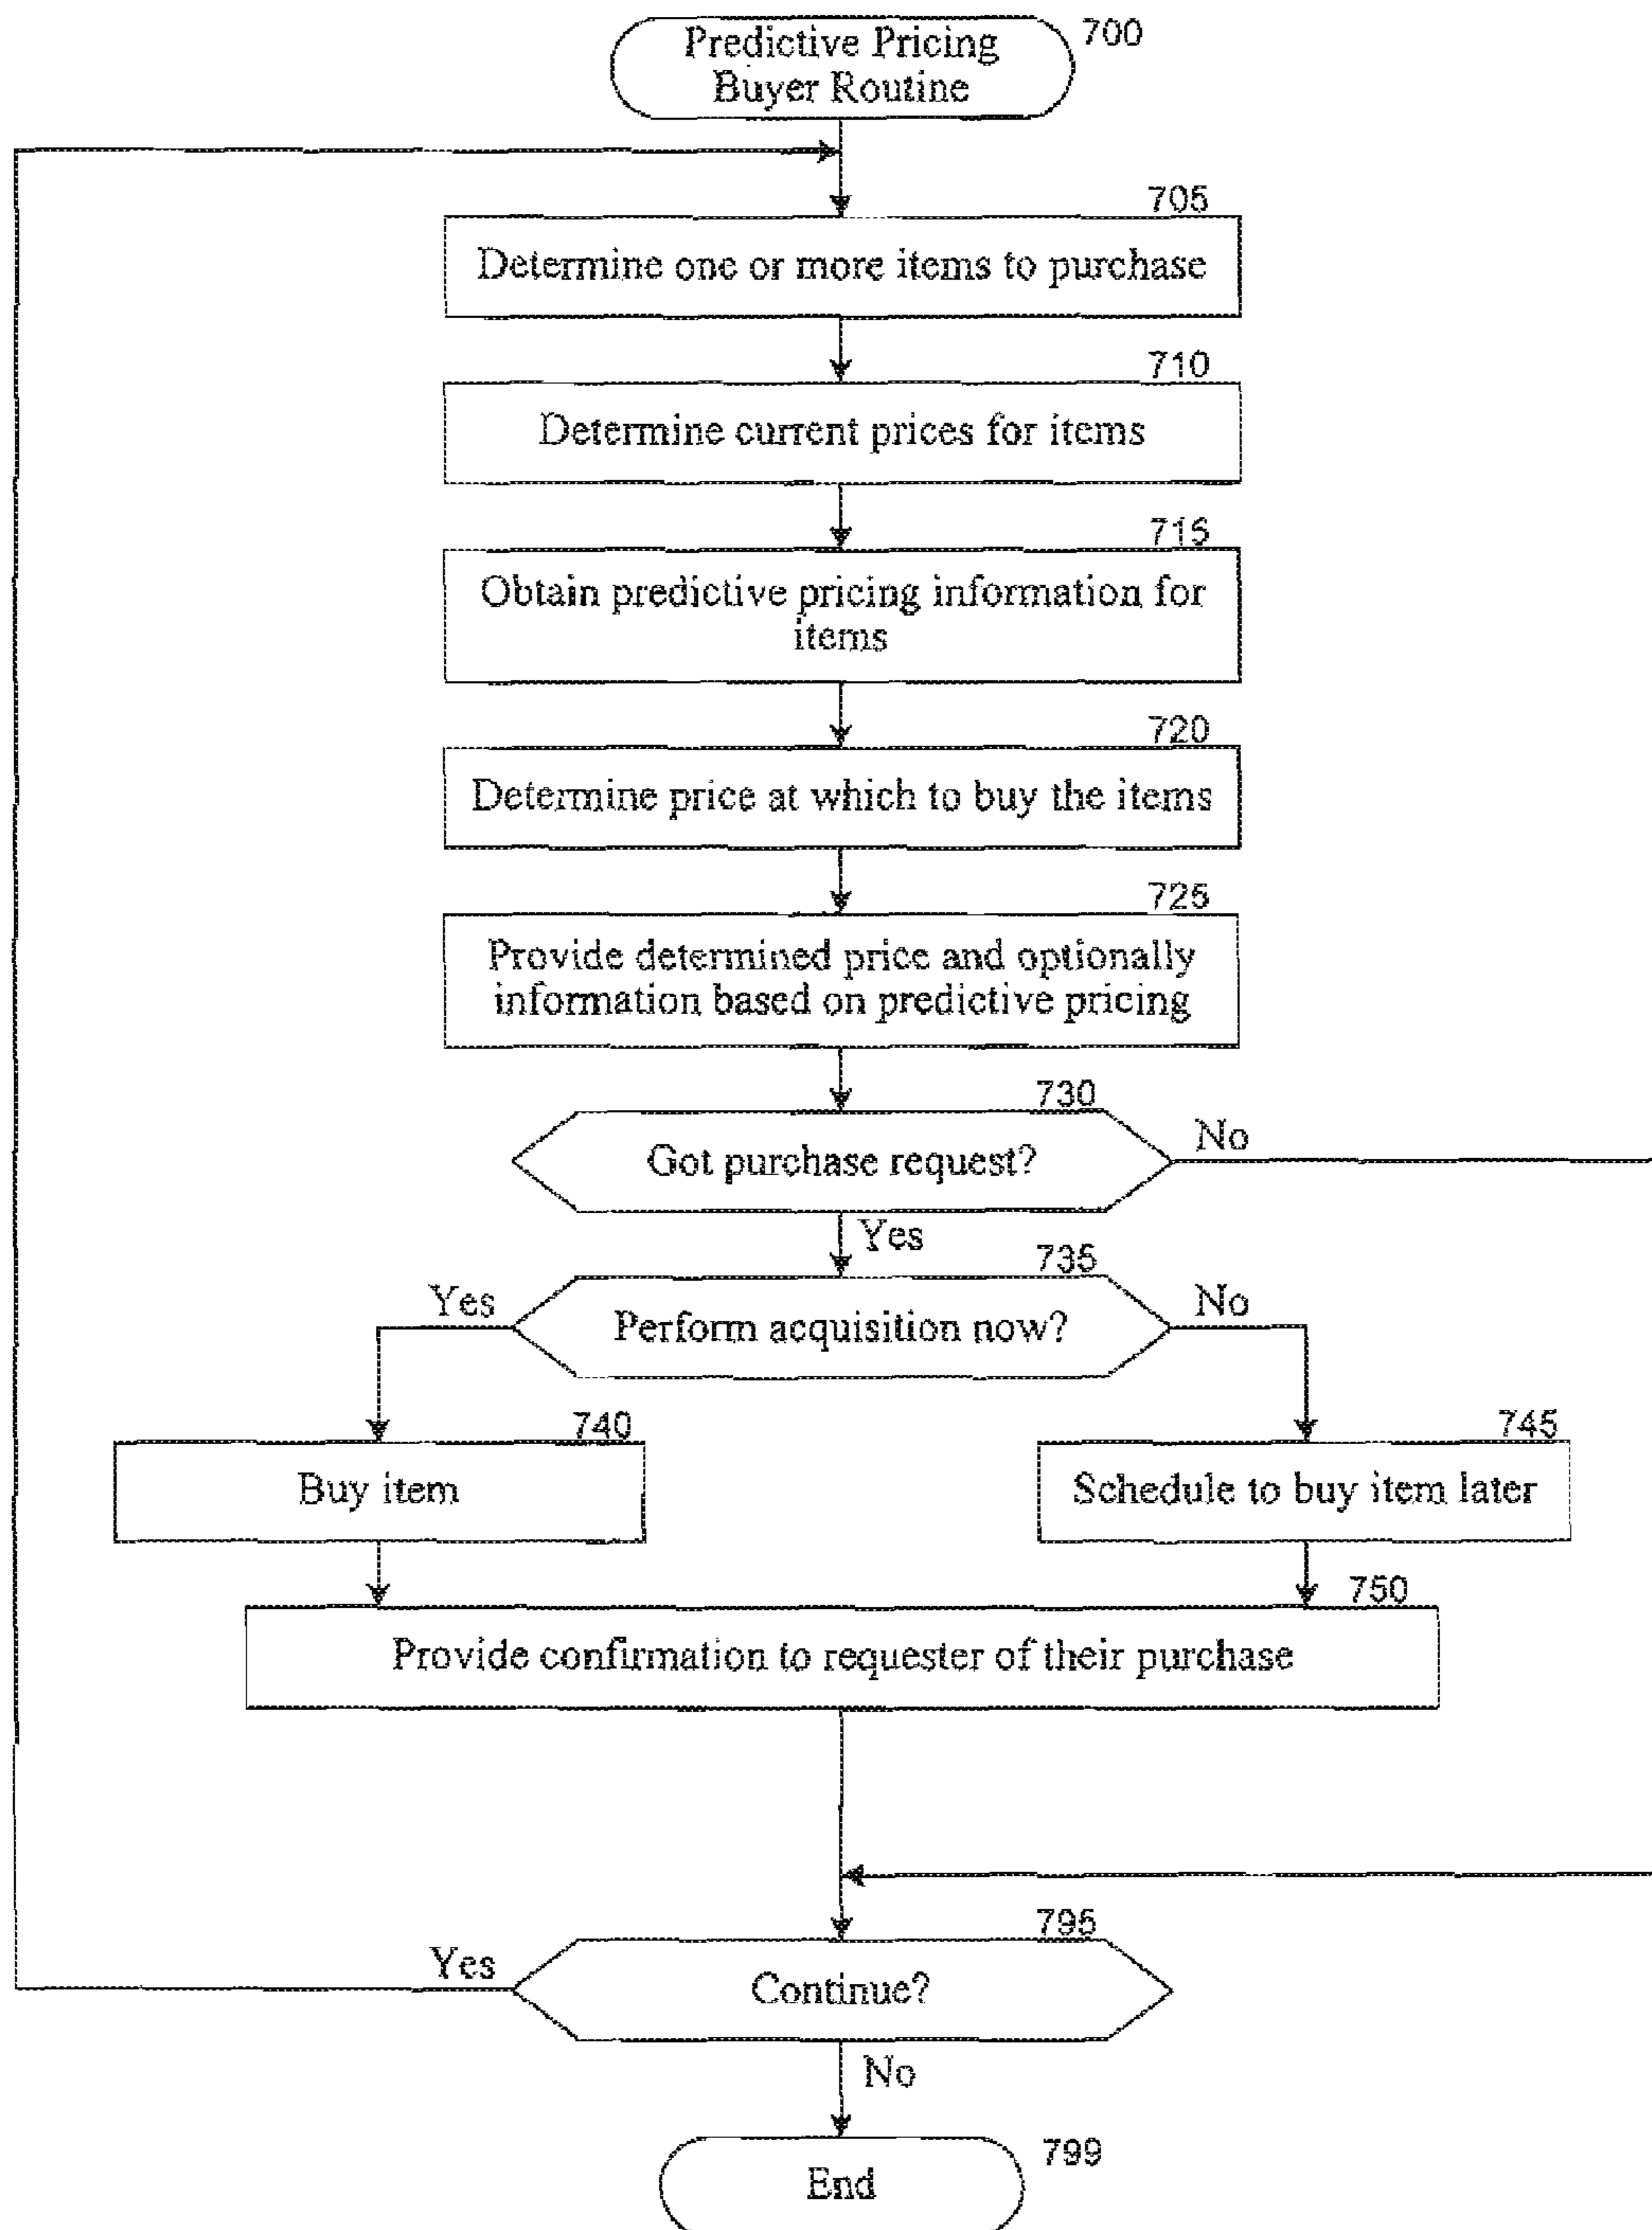 Predictive Pricing
Buyer Routine
700
705
Determine one or more items to purchase
710
Determine current prices for items
715
Obtain predictive pricing information for
items
720
Determine price at which to buy the items
725
Provide determined price and optionally
information based on predictive pricing
730
Got purchase request?
No
Yes
735
Yes
Perform acquisition now?
No
740
Buy item
745
Schedule to buy item later
750
Provide confirmation to requester of their purchase
795
Yes
Continue?
No
799
End